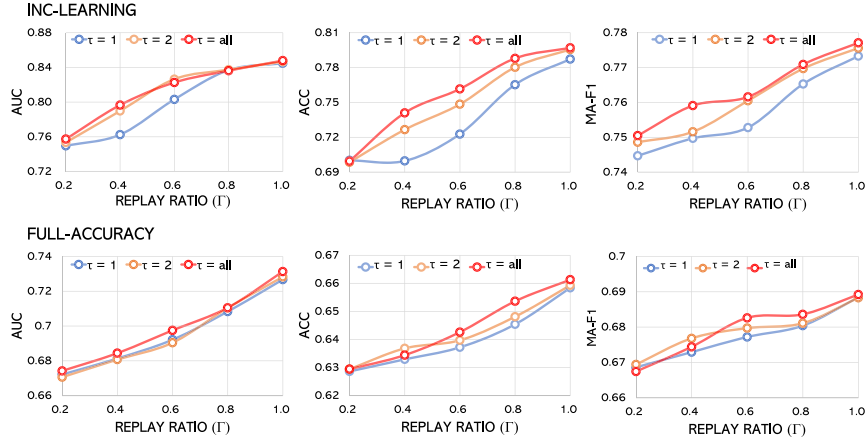 INC-LEARNING
0.88
0.84
0.80
0.76
0.72
AUC
τ = 1
τ = 2
τ = all
0.2
0.4
0.6
0.8
1.0
REPLAY RATIO (Γ)
0.81
0.78
0.75
0.72
0.69
ACC
τ = 1
τ = 2
τ = all
0.2
0.4
0.6
0.8
1.0
REPLAY RATIO (Γ)
0.78
0.77
0.76
0.75
0.74
MA-F1
τ = 1
τ = 2
τ = all
0.2
0.4
0.6
0.8
1.0
REPLAY RATIO (Γ)
FULL-ACCURACY
0.74
0.72
0.7
0.68
0.66
AUC
τ = 1
τ = 2
τ = all
0.2
0.4
0.6
0.8
1.0
REPLAY RATIO (Γ)
0.67
0.66
0.65
0.64
0.63
0.62
ACC
τ = 1
τ = 2
τ = all
0.2
0.4
0.6
0.8
1.0
REPLAY RATIO (Γ)
0.7
0.69
0.68
0.67
0.66
MA-F1
τ = 1
τ = 2
τ = all
0.2
0.4
0.6
0.8
1.0
REPLAY RATIO (Γ)